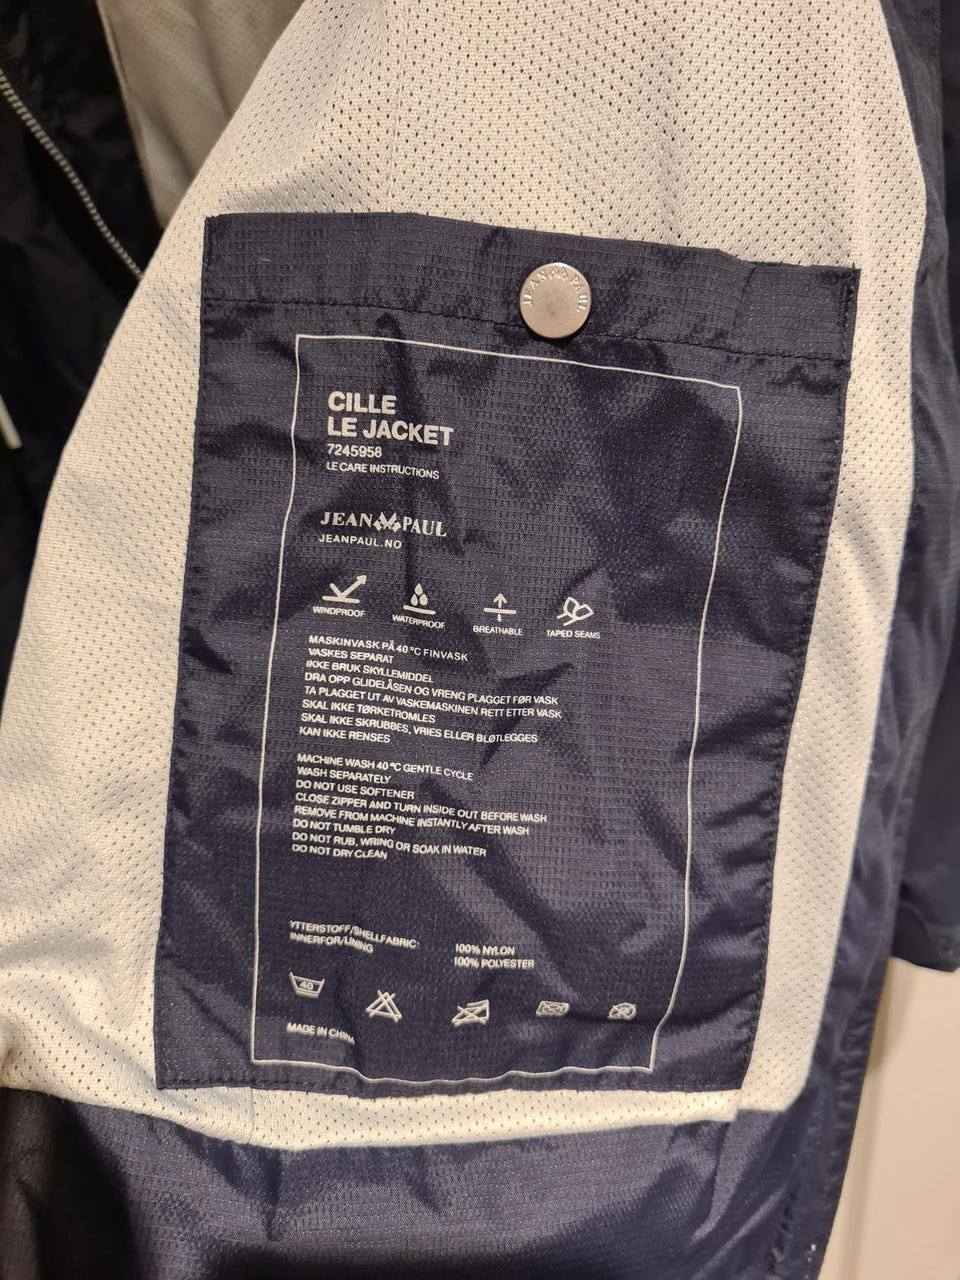 JEAN PAUL
CILLE
LE JACKET
7245958
LE CARE INSTRUCTIONS
JEAN PAUL
JEANPAUL.NO
WINDPROOF WATERPROOF BREATHABLE TAPED SEAMS
MASKINVASK PÅ 40 °C FINVASK
VASKES SEPARAT
IKKE BRUK SKYLLEMIDDEL
DRA OPP GLIDELÅSEN OG VRENG PLAGGET FØR VASK
TA PLAGGET UT AV VASKEMASKINEN RETT ETTER VASK
SKAL IKKE TØRKETROMLES
SKAL IKKE SKRUBBES, VRIES ELLER BLØTLEGGES
KAN IKKE RENSES
MACHINE WASH 40 °C GENTLE CYCLE
WASH SEPARATELY
DO NOT USE SOFTENER
CLOSE ZIPPER AND TURN INSIDE OUT BEFORE WASH
REMOVE FROM MACHINE INSTANTLY AFTER WASH
DO NOT TUMBLE DRY
DO NOT RUB, WRING OR SOAK IN WATER
DO NOT DRY CLEAN
YTTERSTOFF/SHELLFABRIC: 100% NYLON
INNERFOR/LINING 100% POLYESTER
40
MADE IN CHINA